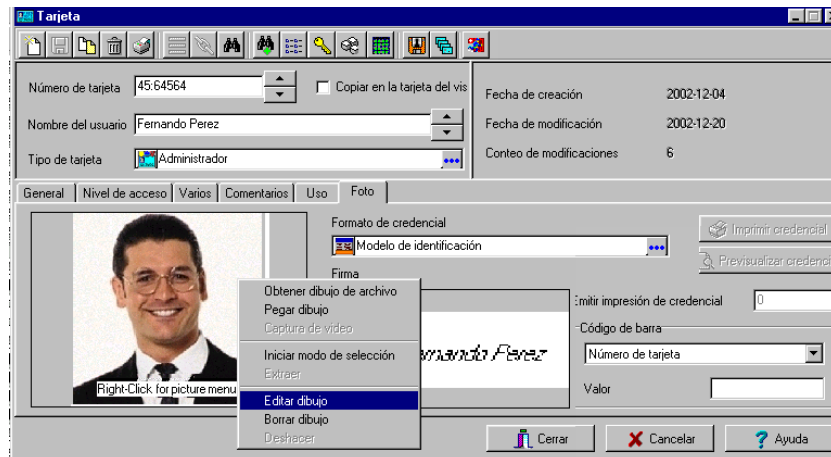 Tarjeta
Número de tarjeta 45:64564 Copiar en la tarjeta del vis
Nombre del usuario Fernando Perez
Tipo de tarjeta Administrador
Fecha de creación 2002-12-04
Fecha de modificación 2002-12-20
Conteo de modificaciones 6
General Nivel de acceso Varios Comentarios Uso Foto
Formato de credencial
Modelo de identificación
Firma
Imprimir credencial
Previsualizar credenci
Right-Click for picture menu
Obtener dibujo de archivo
Pegar dibujo
Captura de video
Iniciar modo de selección
Extraer
Editar dibujo
Borrar dibujo
Deshacer
rnando Perez
mitir impresión de credencial 0
Código de barra
Número de tarjeta
Valor
Cerrar Cancelar Ayuda